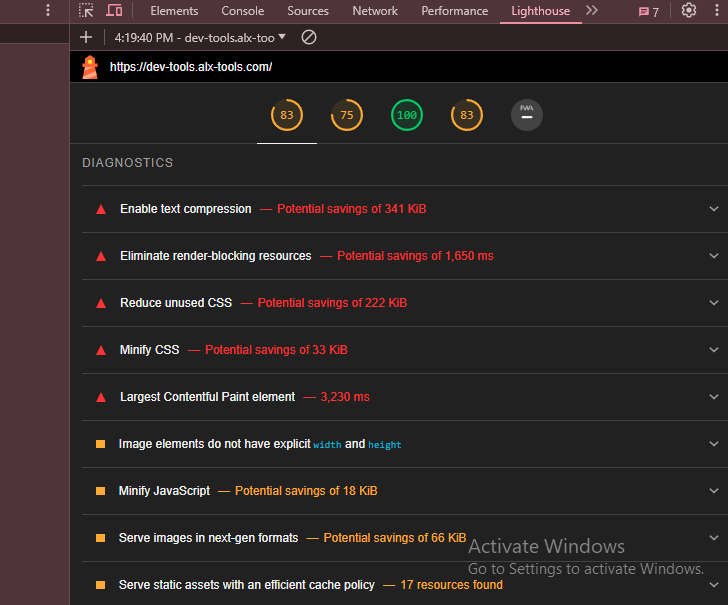 Elements Console Sources Network Performance Lighthouse 7
4:19:40 PM - dev-tools.alx-too
https://dev-tools.alx-tools.com/
83 75 100 83 PWA
DIAGNOSTICS
Enable text compression — Potential savings of 341 KiB
Eliminate render-blocking resources — Potential savings of 1,650 ms
Reduce unused CSS — Potential savings of 222 KiB
Minify CSS — Potential savings of 33 KiB
Largest Contentful Paint element — 3,230 ms
Image elements do not have explicit width and height
Minify JavaScript — Potential savings of 18 KiB
Serve images in next-gen formats — Potential savings of 66 KiB
Activate Windows
Go to Settings to activate Windows.
Serve static assets with an efficient cache policy — 17 resources found